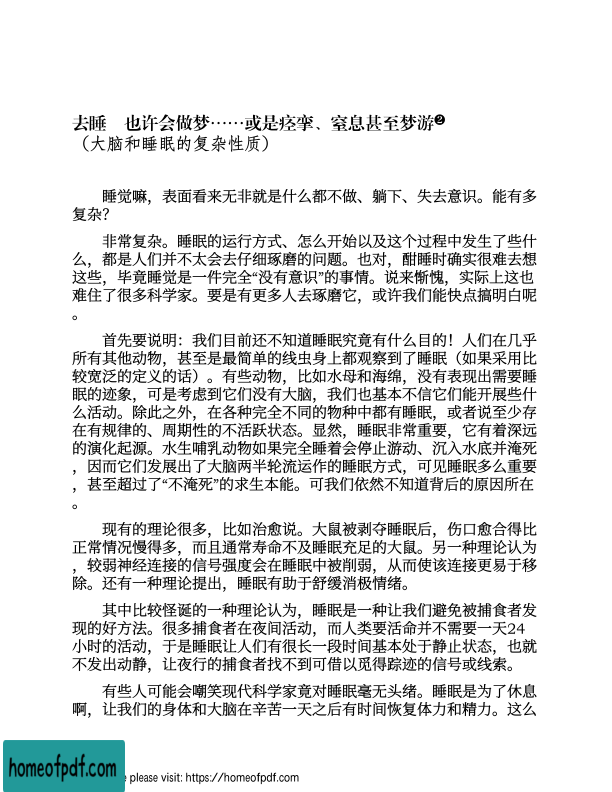 去睡　也许会做梦……或是痉挛、窒息甚至梦游❷
（大脑和睡眠的复杂性质）
睡觉嘛，表面看来无非就是什么都不做、躺下、失去意识。能有多
复杂？
非常复杂。睡眠的运行方式、怎么开始以及这个过程中发生了些什
么，都是人们并不太会去仔细琢磨的问题。也对，酣睡时确实很难去想
这些，毕竟睡觉是一件完全“没有意识”的事情。说来惭愧，实际上这也
难住了很多科学家。要是有更多人去琢磨它，或许我们能快点搞明白呢
。
首先要说明：我们目前还不知道睡眠究竟有什么目的！人们在几乎
所有其他动物，甚至是最简单的线虫身上都观察到了睡眠（如果采用比
较宽泛的定义的话）。有些动物，比如水母和海绵，没有表现出需要睡
眠的迹象，可是考虑到它们没有大脑，我们也基本不信它们能开展些什
么活动。除此之外，在各种完全不同的物种中都有睡眠，或者说至少存
在有规律的、周期性的不活跃状态。显然，睡眠非常重要，它有着深远
的演化起源。水生哺乳动物如果完全睡着会停止游动、沉入水底并淹死
，因而它们发展出了大脑两半轮流运作的睡眠方式，可见睡眠多么重要
，甚至超过了“不淹死”的求生本能。可我们依然不知道背后的原因所在
。
现有的理论很多，比如治愈说。大鼠被剥夺睡眠后，伤口愈合得比
正常情况慢得多，而且通常寿命不及睡眠充足的大鼠。另一种理论认为
，较弱神经连接的信号强度会在睡眠中被削弱，从而使该连接更易于移
除。还有一种理论提出，睡眠有助于舒缓消极情绪。
其中比较怪诞的一种理论认为，睡眠是一种让我们避免被捕食者发
现的好方法。很多捕食者在夜间活动，而人类要活命并不需要一天24
小时的活动，于是睡眠让人们有很长一段时间基本处于静止状态，也就
不发出动静，让夜行的捕食者找不到可借以觅得踪迹的信号或线索。
有些人可能会嘲笑现代科学家竟对睡眠毫无头绪。睡眠是为了休息
啊，让我们的身体和大脑在辛苦一天之后有时间恢复体力和精力。这么
homeofpdf.com
e please visit: https://homeofpdf.com